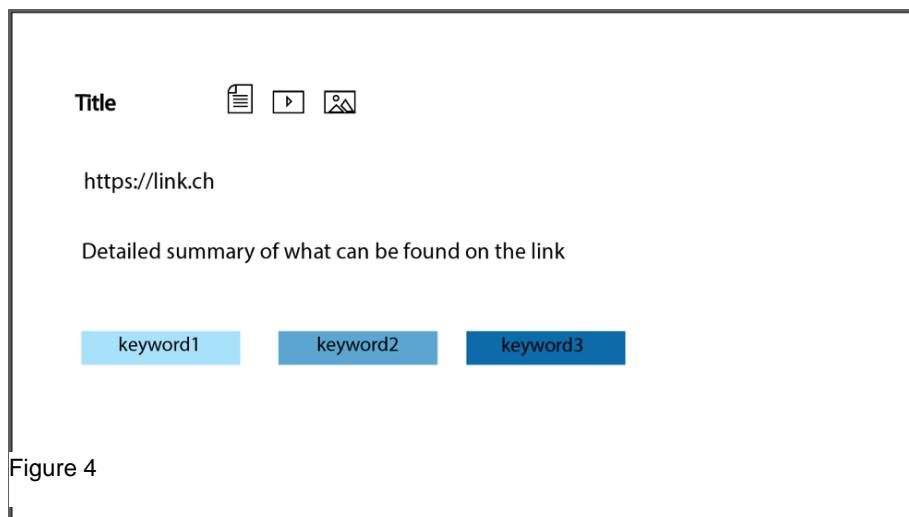 Title
https://link.ch
Detailed summary of what can be found on the link
keyword1 keyword2 keyword3
Figure 4